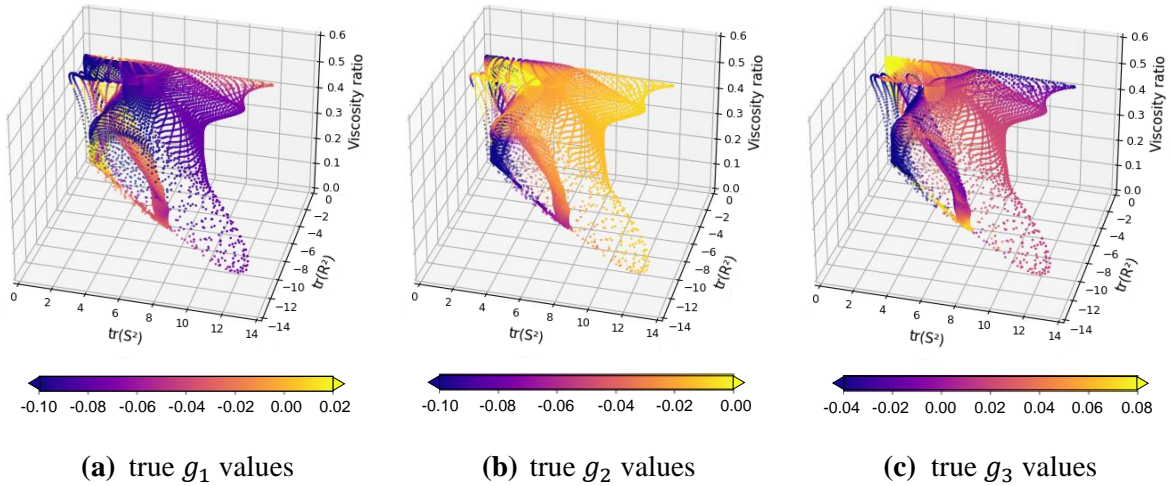 0.6
0.5
0.4
0.3
0.2
0.1
0.0
Viscosity ratio
0
−2
−4
−6
−8
−10
−12
−14
tr(R²)
0 2 4 6 8 10 12 14
tr(S²)
-0.10 -0.08 -0.06 -0.04 -0.02 0.00 0.02
(a) true g₁ values
0.6
0.5
0.4
0.3
0.2
0.1
0.0
Viscosity ratio
0
−2
−4
−6
−8
−10
−12
−14
tr(R²)
0 2 4 6 8 10 12 14
tr(S²)
-0.10 -0.08 -0.06 -0.04 -0.02 0.00
(b) true g₂ values
0.6
0.5
0.4
0.3
0.2
0.1
0.0
Viscosity ratio
0
−2
−4
−6
−8
−10
−12
−14
tr(R²)
0 2 4 6 8 10 12 14
tr(S²)
-0.04 -0.02 0.00 0.02 0.04 0.06 0.08
(c) true g₃ values